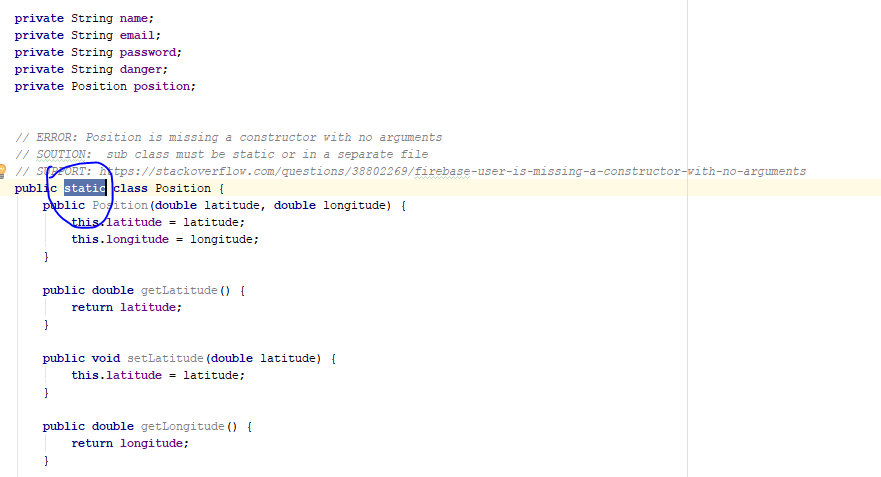 private String name;
private String email;
private String password;
private String danger;
private Position position;
// ERROR: Position is missing a constructor with no arguments
// SOUTION:  sub class must be static or in a separate file
// SUPPORT: https://stackoverflow.com/questions/38802269/firebase-user-is-missing-a-constructor-with-no-arguments
public static class Position {
public Position(double latitude, double longitude) {
this.latitude = latitude;
this.longitude = longitude;
}
public double getLatitude() {
return latitude;
}
public void setLatitude(double latitude) {
this.latitude = latitude;
}
public double getLongitude() {
return longitude;
}